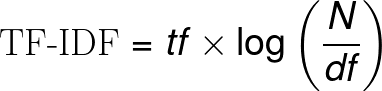 TF-IDF = tf × log (N/df)